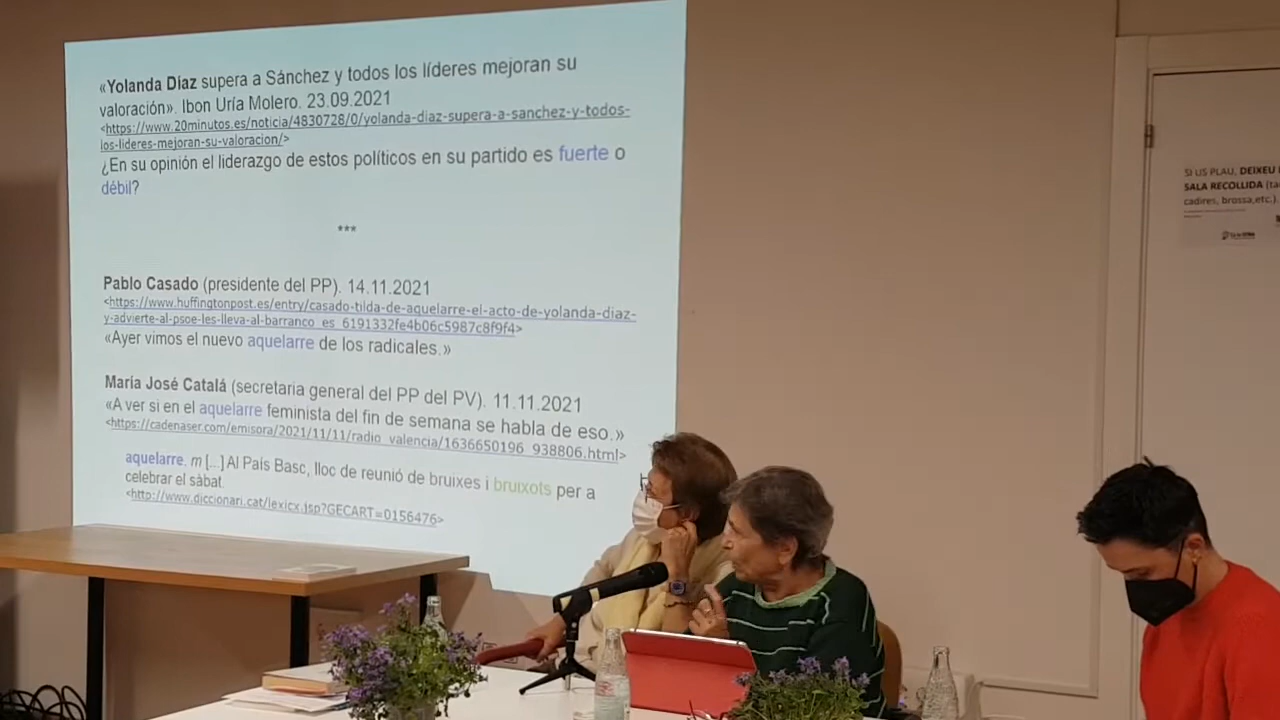 «Yolanda Díaz supera a Sánchez y todos los líderes mejoran su
valoración». Ibon Uría Molero. 23.09.2021
<https://www.20minutos.es/noticia/4830728/0/yolanda-diaz-supera-a-sanchez-y-todos-
los-lideres-mejoran-su-valoracion/>
¿En su opinión el liderazgo de estos políticos en su partido es fuerte o
débil?
***
Pablo Casado (presidente del PP). 14.11.2021
<https://www.huffingtonpost.es/entry/casado-tilda-de-aquelarre-el-acto-de-yolanda-diaz-
y-advierte-al-psoe-les-lleva-al-barranco_es_6191332fe4b06c5987c8f9f4>
«Ayer vimos el nuevo aquelarre de los radicales.»
María José Catalá (secretaria general del PP del PV). 11.11.2021
«A ver si en el aquelarre feminista del fin de semana se habla de eso.»
<https://cadenaser.com/emisora/2021/11/11/radio_valencia/1636650196_938806.html>
aquelarre. m [...] Al País Basc, lloc de reunió de bruixes i bruixots per a
celebrar el sàbat.
<http://www.diccionari.cat/lexicx.jsp?GECART=0156476>
SI US PLAU, DEIXEU
SALA RECOLLIDA
cadires, brossa,etc.)